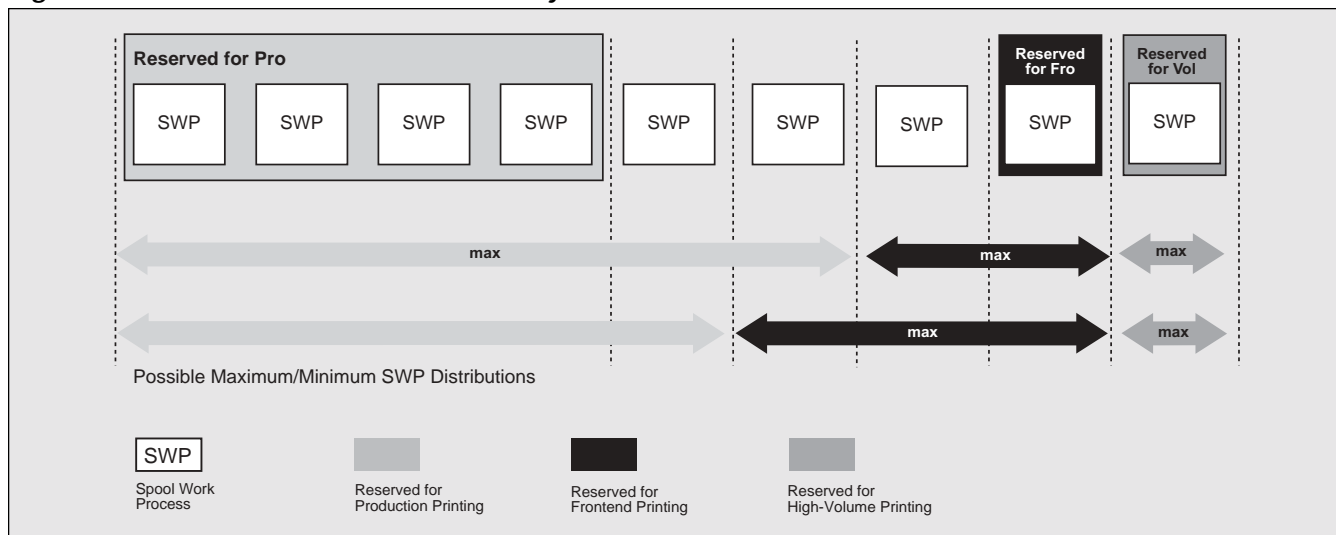 Reserved for Pro
Reserved
for Fro
Reserved
for Vol
SWP SWP SWP SWP SWP SWP SWP SWP SWP
max max max
max max
Possible Maximum/Minimum SWP Distributions
SWP
Spool Work
Process
Reserved for
Production Printing
Reserved for
Frontend Printing
Reserved for
High-Volume Printing